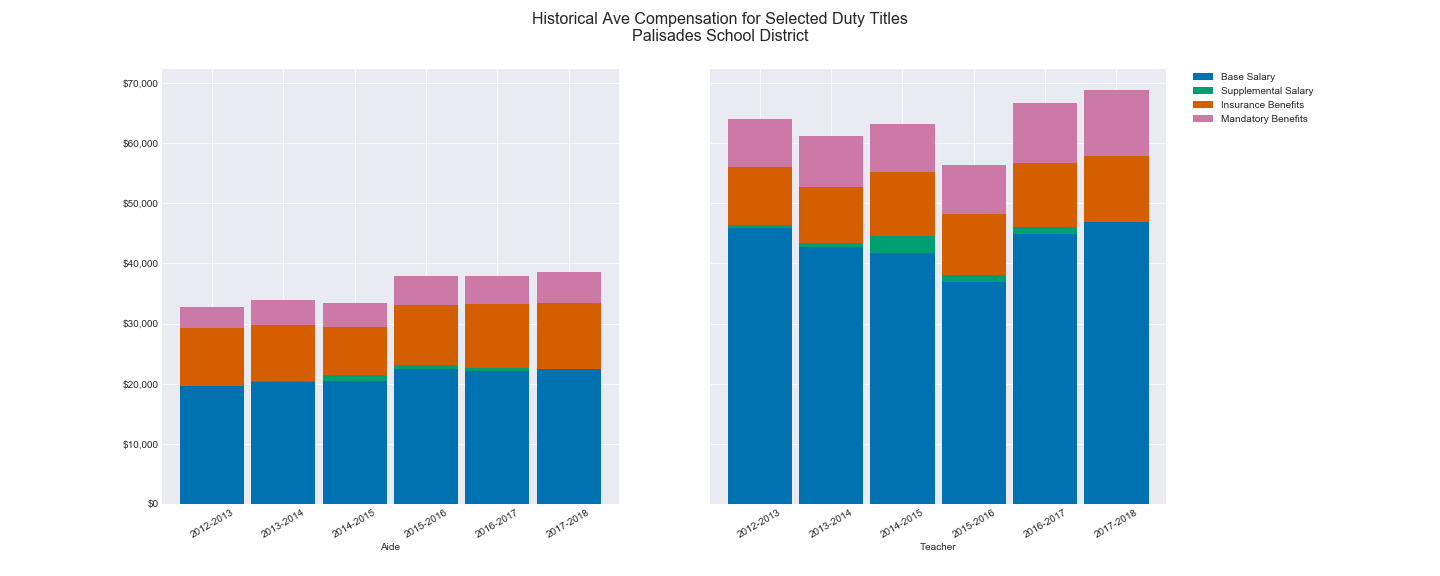 Historical Ave Compensation for Selected Duty Titles
Palisades School District
$70,000
$60,000
$50,000
$40,000
$30,000
$20,000
$10,000
$0
2012-2013
2013-2014
2014-2015
2015-2016
2016-2017
2017-2018
Aide
2012-2013
2013-2014
2014-2015
2015-2016
2016-2017
2017-2018
Teacher
Base Salary
Supplemental Salary
Insurance Benefits
Mandatory Benefits